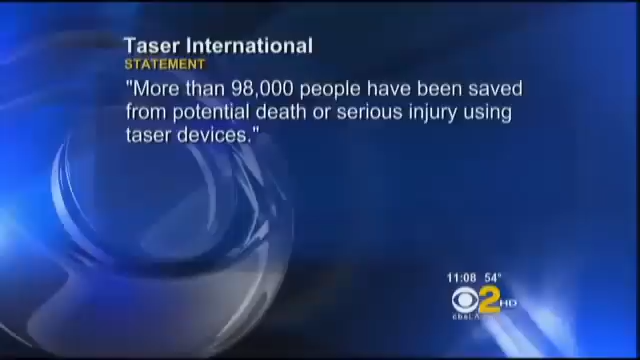 Taser International
STATEMENT
"More than 98,000 people have been saved
from potential death or serious injury using
taser devices."
11:08 54°
2 HD
cbsLA